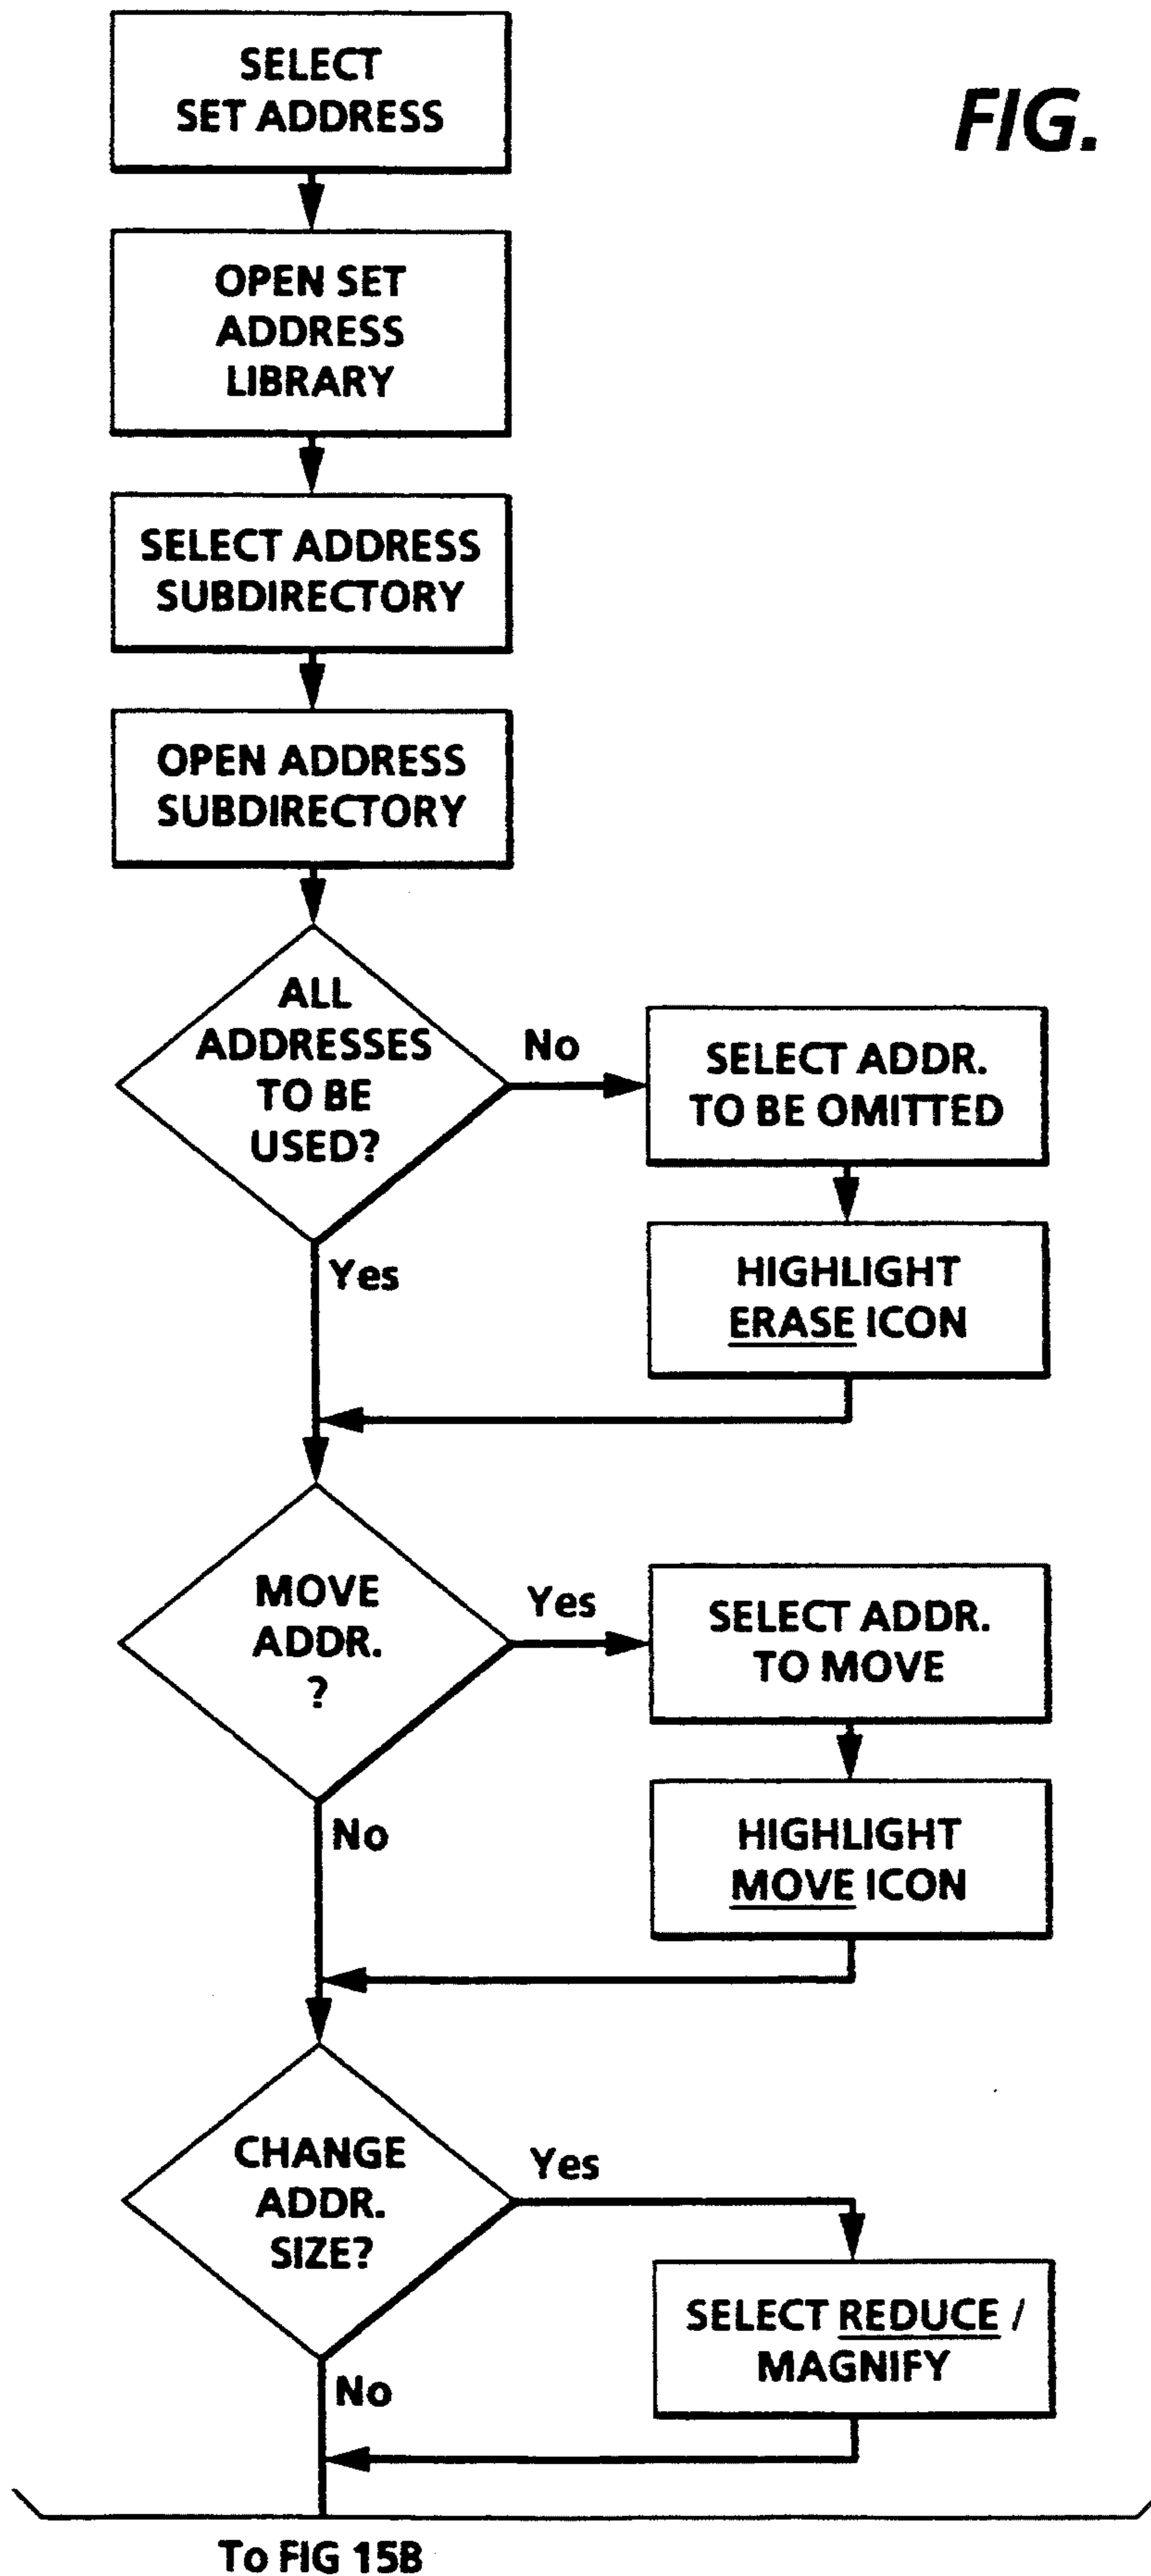 SELECT
SET ADDRESS
FIG.
OPEN SET
ADDRESS
LIBRARY
SELECT ADDRESS
SUBDIRECTORY
OPEN ADDRESS
SUBDIRECTORY
ALL
ADDRESSES
TO BE
USED?
No
SELECT ADDR.
TO BE OMITTED
Yes
HIGHLIGHT
ERASE ICON
MOVE
ADDR.
?
Yes
SELECT ADDR.
TO MOVE
No
HIGHLIGHT
MOVE ICON
CHANGE
ADDR.
SIZE?
Yes
SELECT REDUCE /
MAGNIFY
No
To FIG 15B